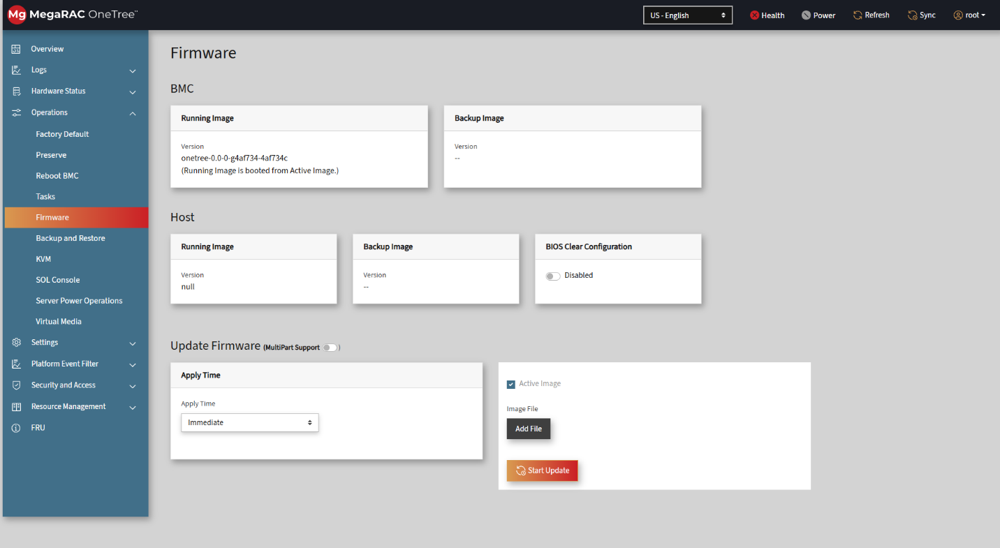 Mg MegaRAC OneTree™
US - English
Health
Power
Refresh
Sync
root
Overview
Logs
Hardware Status
Operations
Factory Default
Preserve
Reboot BMC
Tasks
Firmware
Backup and Restore
KVM
SOL Console
Server Power Operations
Virtual Media
Settings
Platform Event Filter
Security and Access
Resource Management
FRU
Firmware
BMC
Running Image
Version
onetree-0.0-0-g4af734-4af734c
(Running Image is booted from Active Image.)
Backup Image
Version
--
Host
Running Image
Version
null
Backup Image
Version
--
BIOS Clear Configuration
Disabled
Update Firmware (MultiPart Support )
Apply Time
Apply Time
Immediate
Active Image
Image File
Add File
Start Update